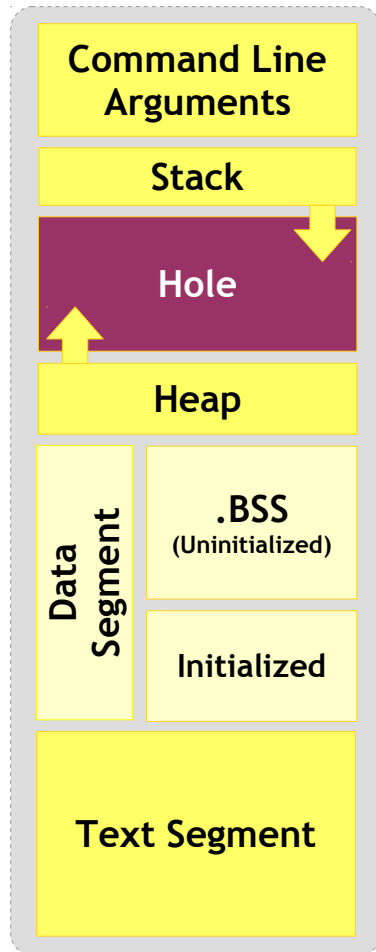 Command Line
Arguments
Stack
Hole
Heap
Data
Segment
.BSS
(Uninitialized)
Initialized
Text Segment